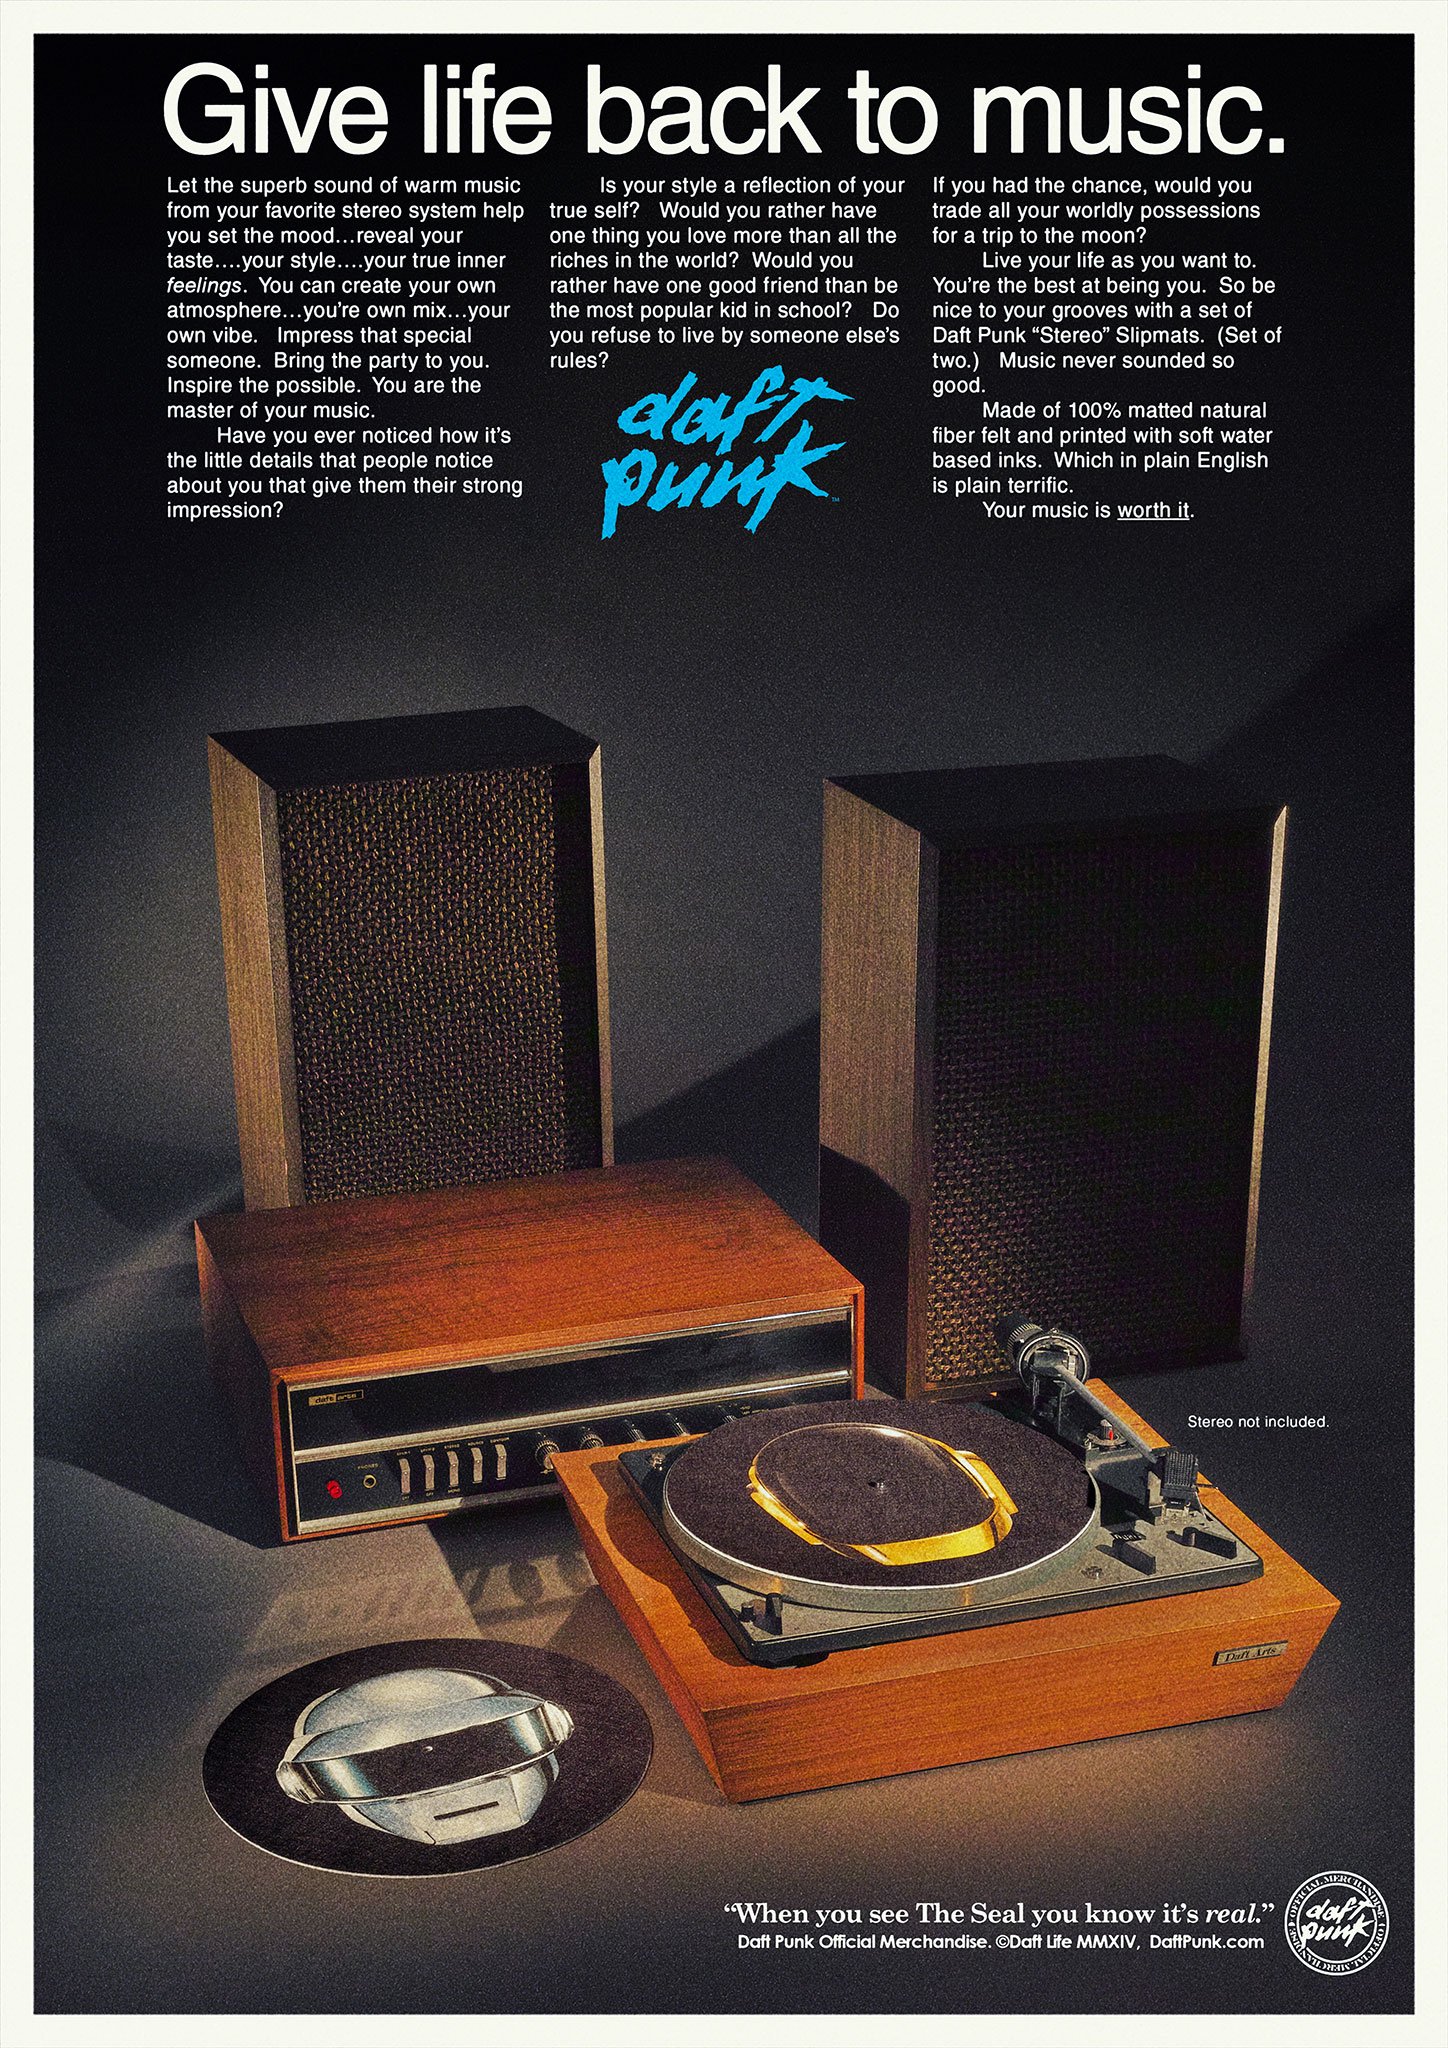 Give life back to music.
Let the superb sound of warm music
from your favorite stereo system help
you set the mood...reveal your
taste....your style....your true inner
feelings. You can create your own
atmosphere...you're own mix...your
own vibe. Impress that special
someone. Bring the party to you.
Inspire the possible. You are the
master of your music.
Have you ever noticed how it's
the little details that people notice
about you that give them their strong
impression?
Is your style a reflection of your
true self? Would you rather have
one thing you love more than all the
riches in the world? Would you
rather have one good friend than be
the most popular kid in school? Do
you refuse to live by someone else's
rules?
daft
punk
TM
If you had the chance, would you
trade all your worldly possessions
for a trip to the moon?
Live your life as you want to.
You're the best at being you. So be
nice to your grooves with a set of
Daft Punk “Stereo” Slipmats. (Set of
two.) Music never sounded so
good.
Made of 100% matted natural
fiber felt and printed with soft water
based inks. Which in plain English
is plain terrific.
Your music is worth it.
daft arts
PHONES
STEREO
MONO
Stereo not included.
Daft Arts
“When you see The Seal you know it's real.”
Daft Punk Official Merchandise. ©Daft Life MMXIV, DaftPunk.com
OFFICIAL MERCHANDISE
daft
punk
OFFICIAL MERCHANDISE